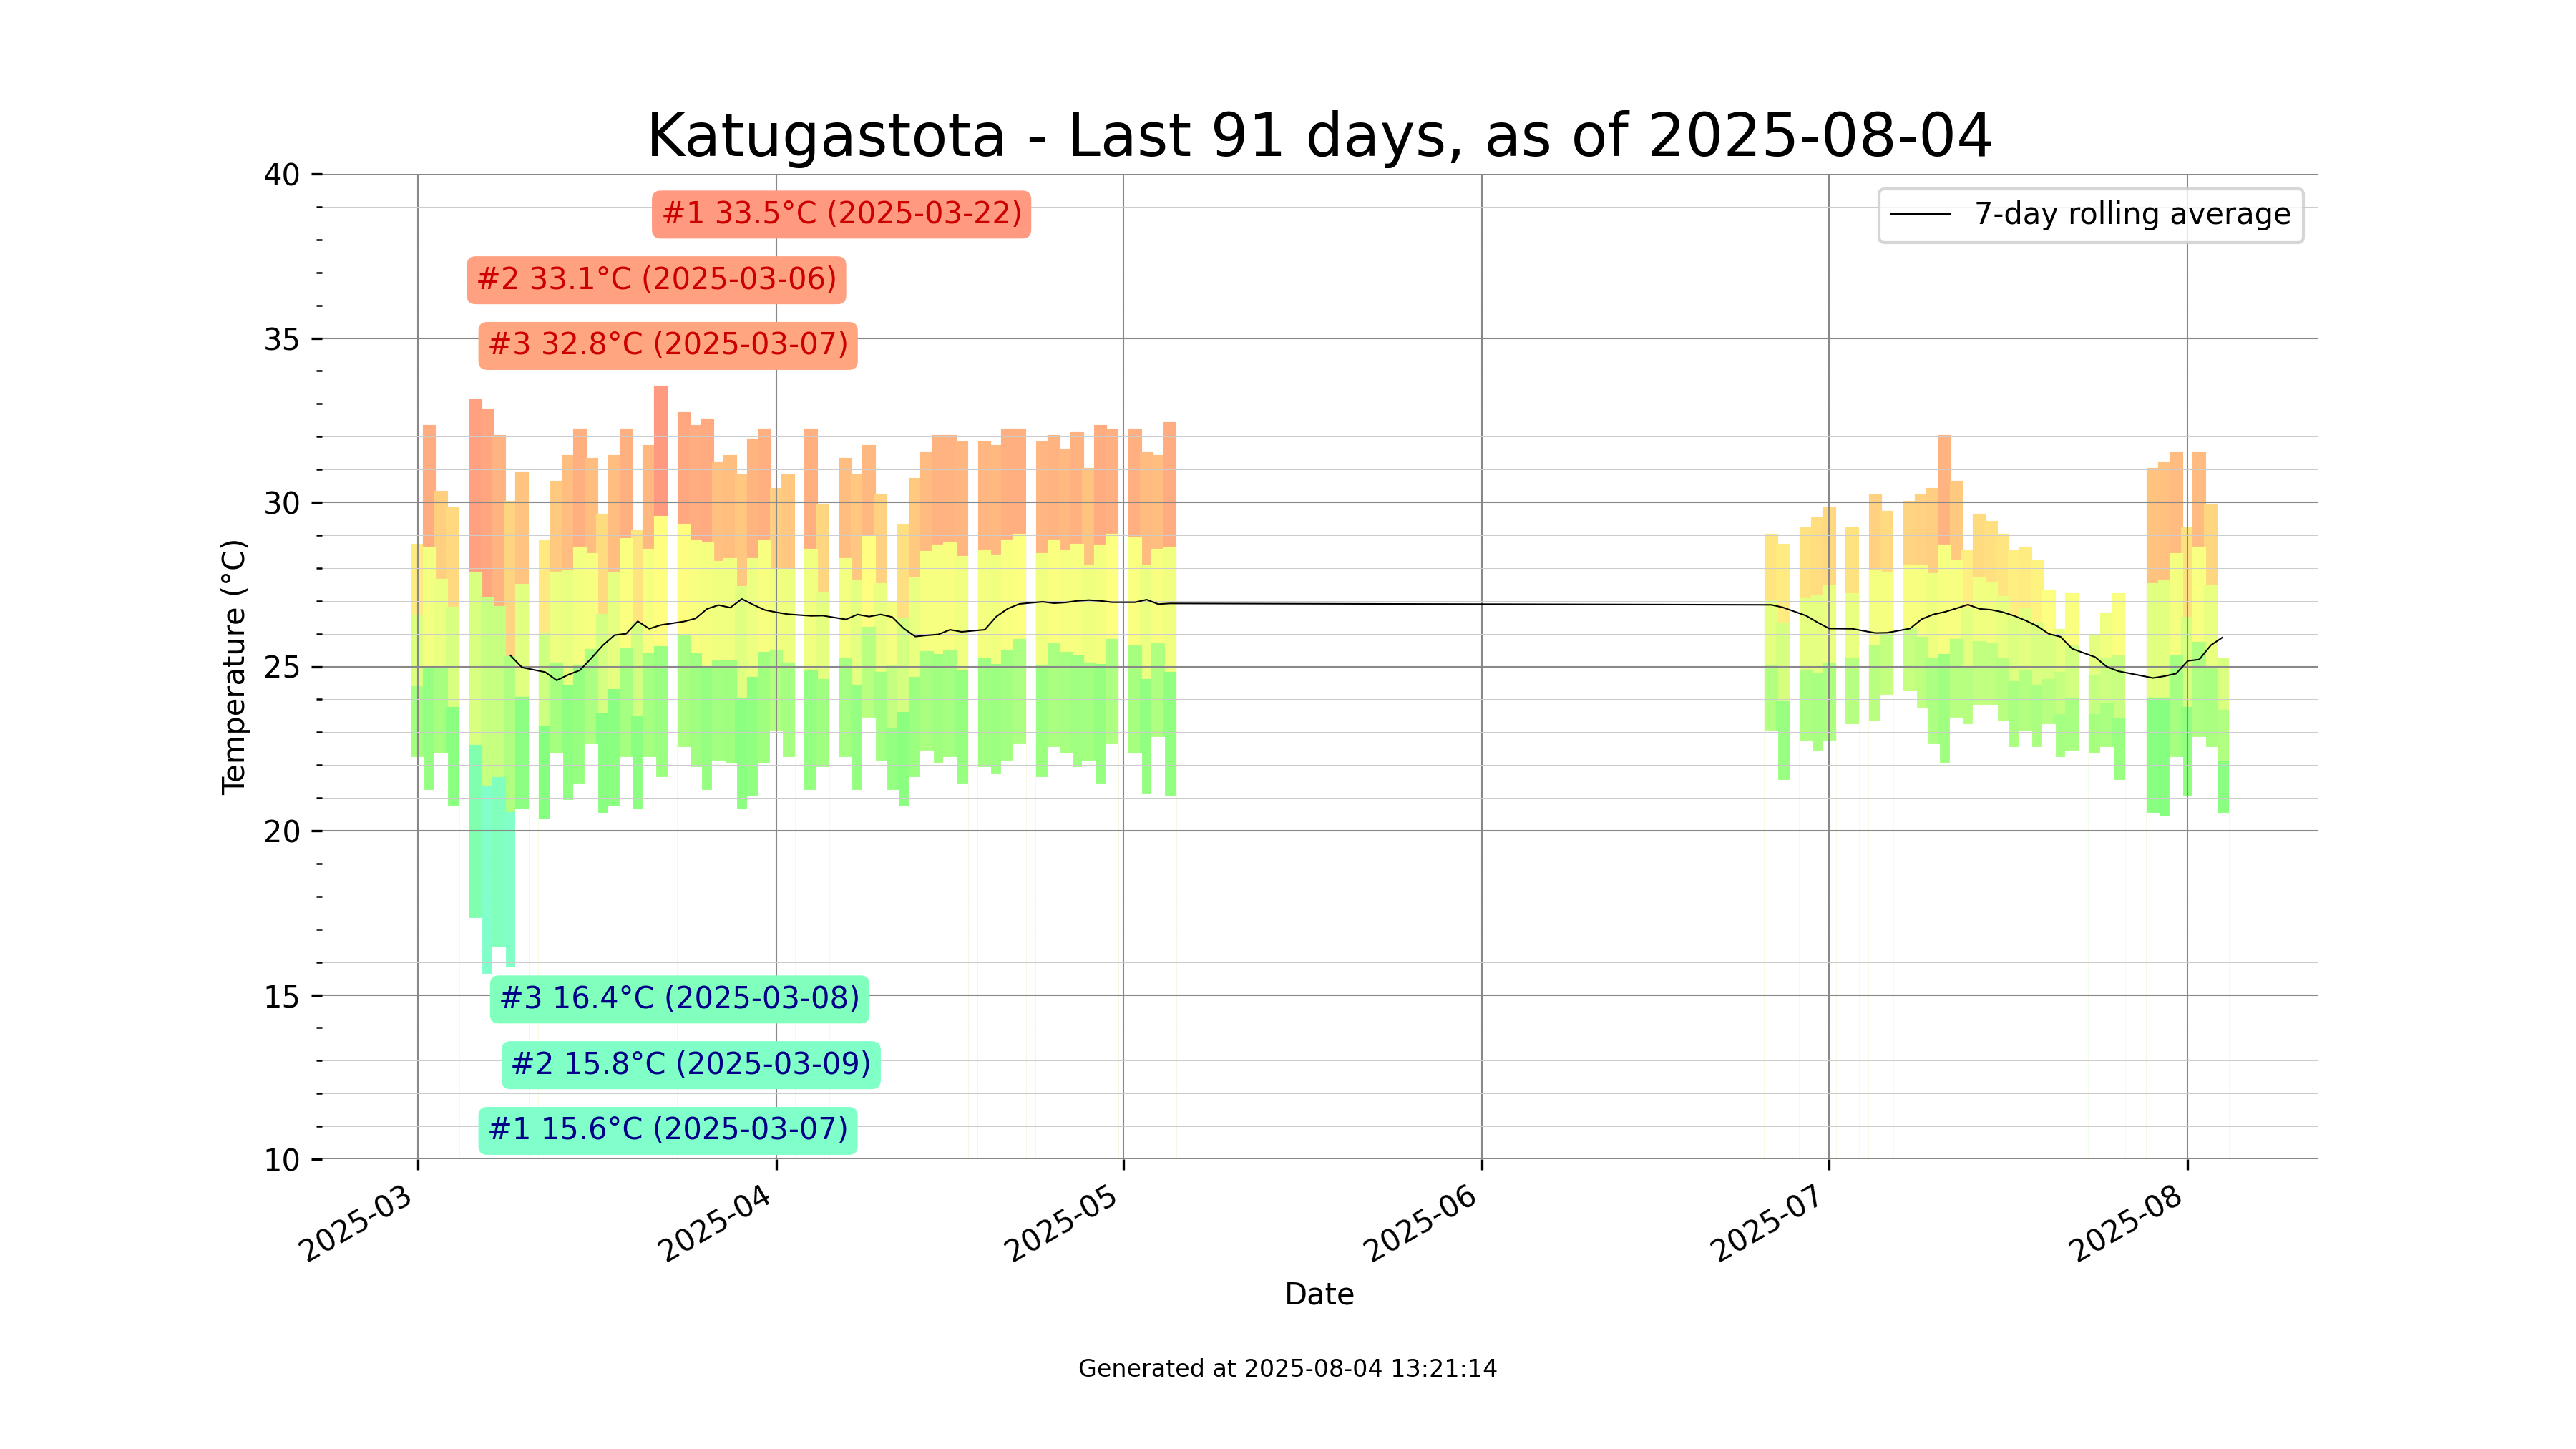 Katugastota - Last 91 days, as of 2025-08-04
7-day rolling average
#1 33.5°C (2025-03-22)
#2 33.1°C (2025-03-06)
#3 32.8°C (2025-03-07)
#3 16.4°C (2025-03-08)
#2 15.8°C (2025-03-09)
#1 15.6°C (2025-03-07)
Temperature (°C)
40
35
30
25
20
15
10
2025-03
2025-04
2025-05
2025-06
2025-07
2025-08
Date
Generated at 2025-08-04 13:21:14